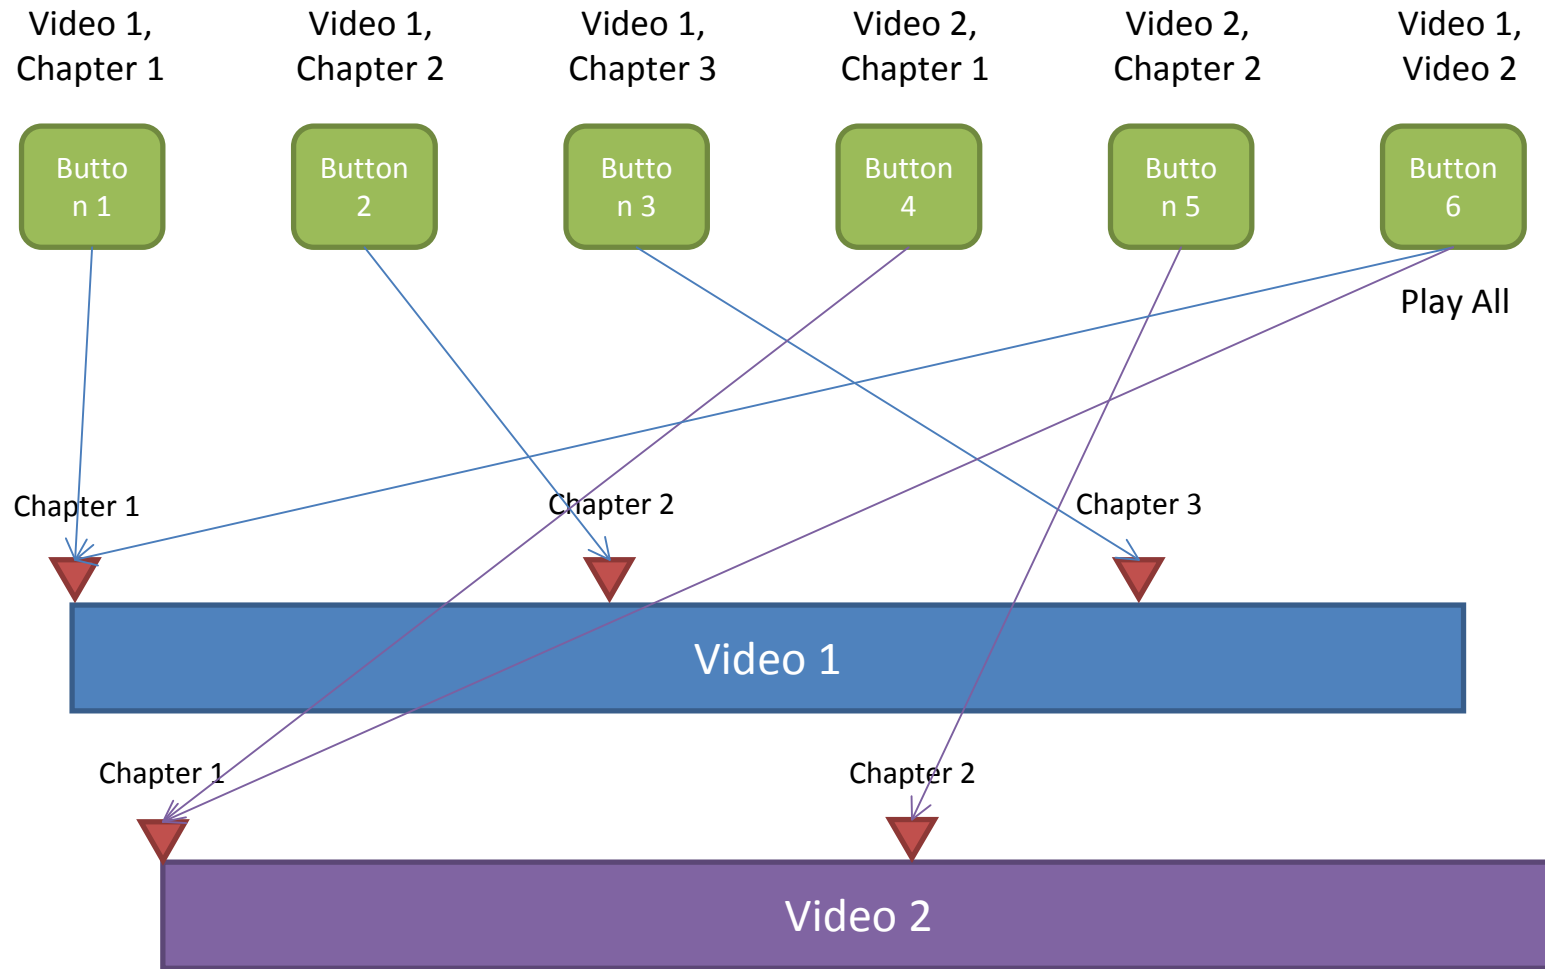 Video 1,
Chapter 1
Video 1,
Chapter 2
Video 1,
Chapter 3
Video 2,
Chapter 1
Video 2,
Chapter 2
Video 1,
Video 2
Butto
n 1
Button
2
Butto
n 3
Button
4
Butto
n 5
Button
6
Play All
Chapter 1
Chapter 2
Chapter 3
Video 1
Chapter 1
Chapter 2
Video 2